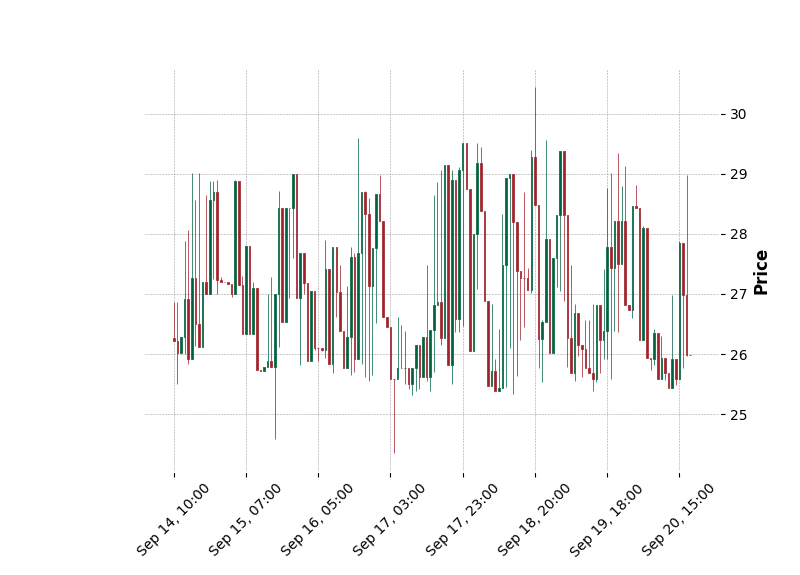 30
29
28
27
26
25
Price
Sep 14, 10:00
Sep 15, 07:00
Sep 16, 05:00
Sep 17, 03:00
Sep 17, 23:00
Sep 18, 20:00
Sep 19, 18:00
Sep 20, 15:00